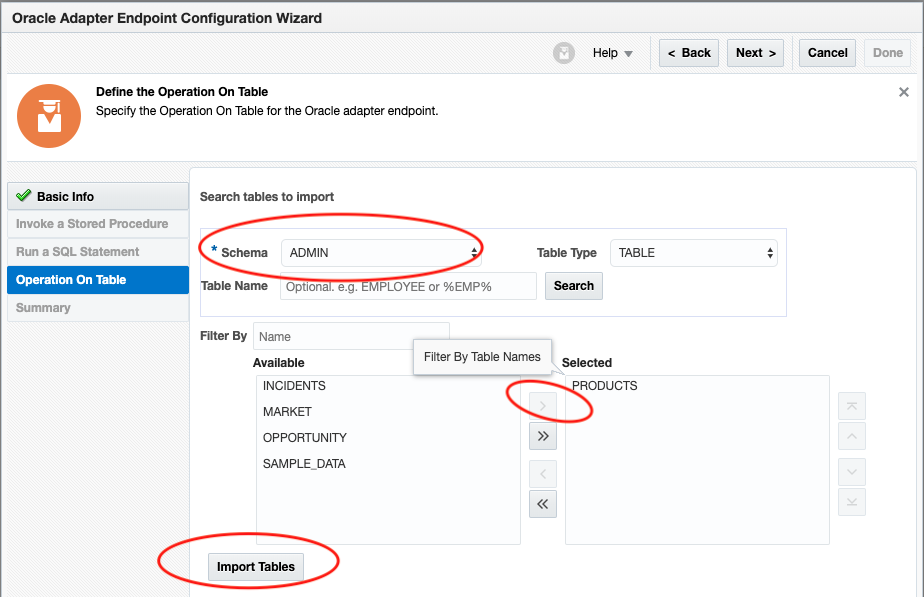 Oracle Adapter Endpoint Configuration Wizard
Help
< Back
Next >
Cancel
Done
Define the Operation On Table
Specify the Operation On Table for the Oracle adapter endpoint.
Basic Info
Invoke a Stored Procedure
Run a SQL Statement
Operation On Table
Summary
Search tables to import
* Schema
ADMIN
Table Type
TABLE
Table Name
Optional. e.g. EMPLOYEE or %EMP%
Search
Filter By
Name
Filter By Table Names
Available
Selected
INCIDENTS
MARKET
OPPORTUNITY
SAMPLE_DATA
PRODUCTS
Import Tables